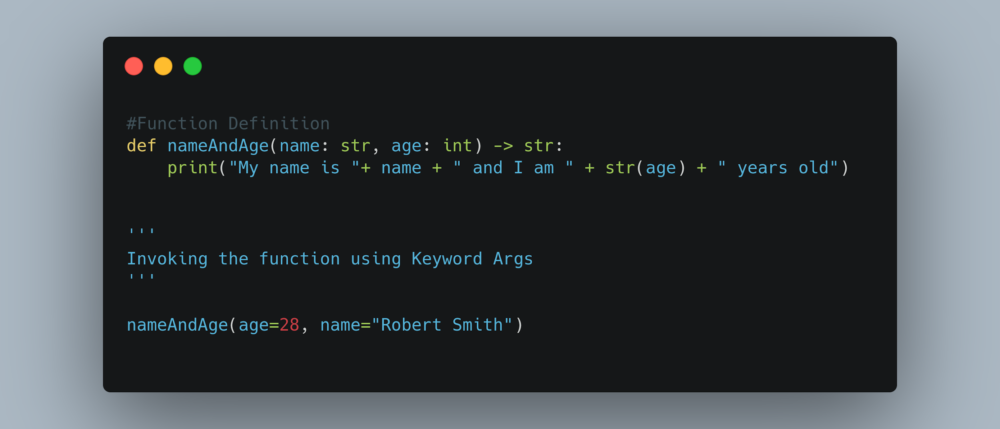 #Function Definition
def nameAndAge(name: str, age: int) -> str:
    print("My name is "+ name + " and I am " + str(age) + " years old")
'''
Invoking the function using Keyword Args
'''
nameAndAge(age=28, name="Robert Smith")